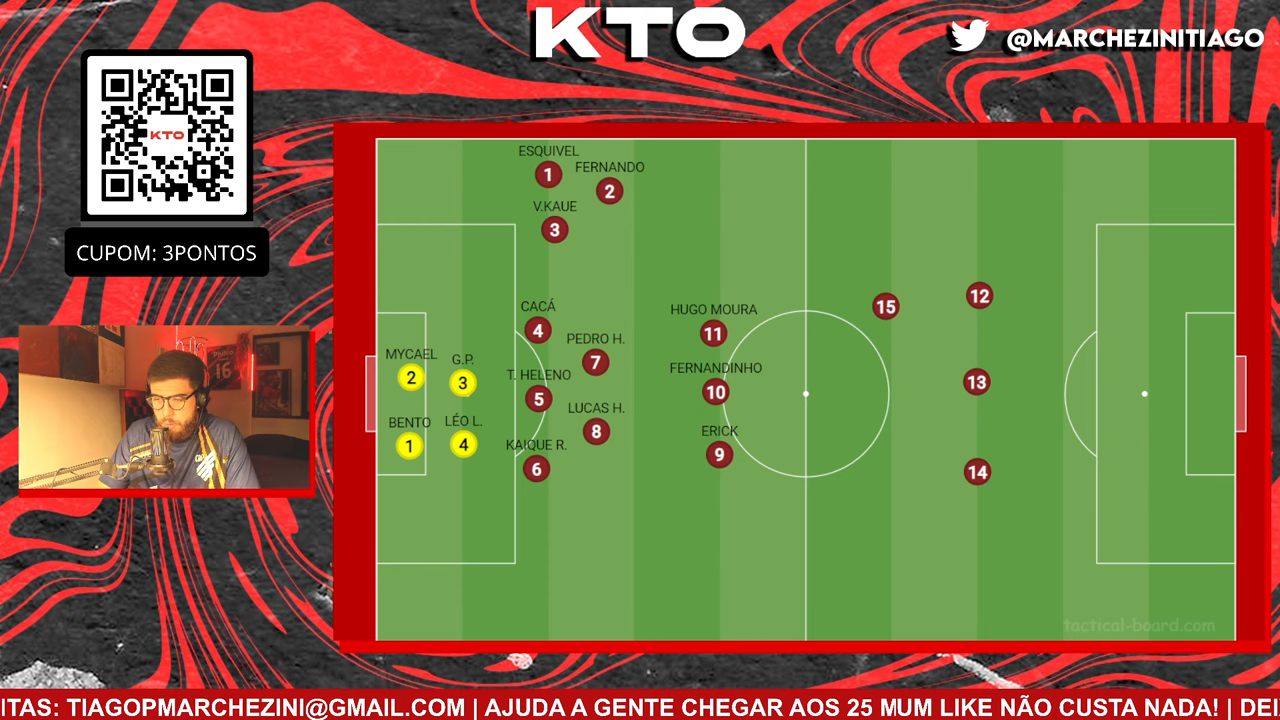 KTO
@MARCHEZINITIAGO
KTO
CUPOM: 3PONTOS
ESQUIVEL
1
FERNANDO
2
V.KAUE
3
CACÁ
4
PEDRO H.
7
T. HELENO
5
LUCAS H.
8
KAIQUE R.
6
MYCAEL
2
G.P.
3
BENTO
1
LÉO L.
4
HUGO MOURA
11
FERNANDINHO
10
ERICK
9
15
12
13
14
16
tactical-board.com
ITAS: TIAGOPMARCHEZINI@GMAIL.COM | AJUDA A GENTE CHEGAR AOS 25 MUM LIKE NÃO CUSTA NADA! | DEI